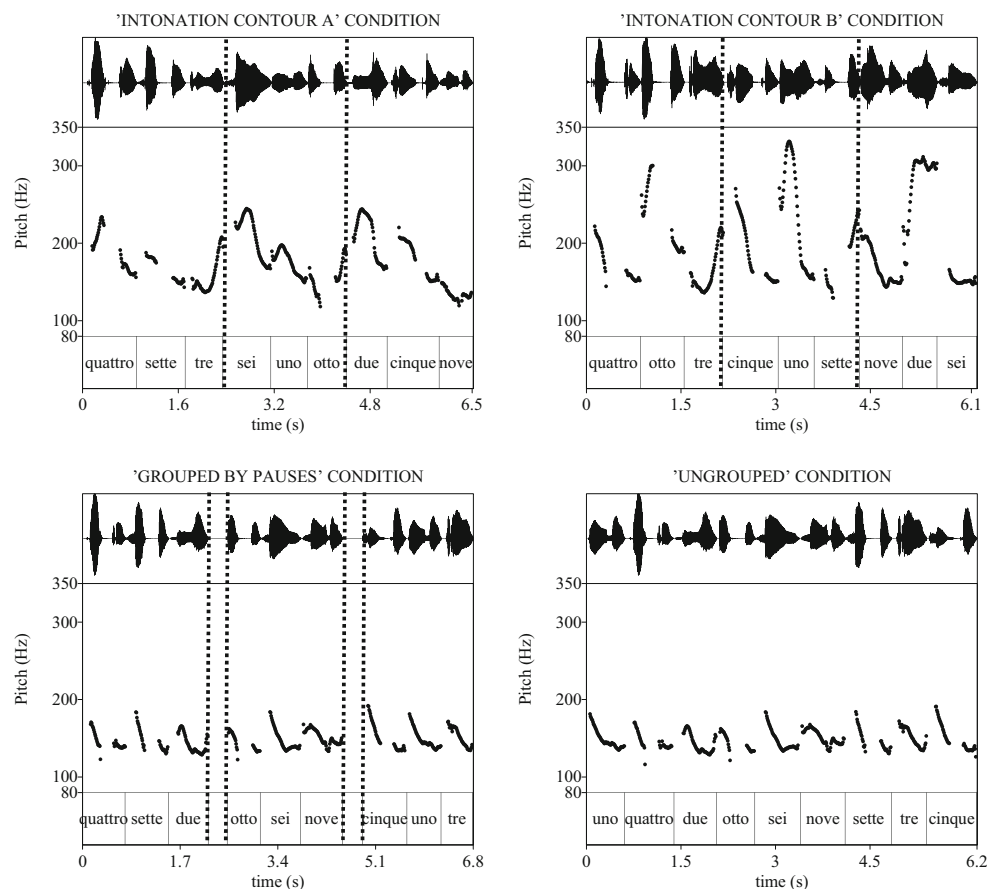 'INTONATION CONTOUR A' CONDITION
350
300
200
100
80
Pitch (Hz)
quattro sette tre sei uno otto due cinque nove
0 1.6 3.2 4.8 6.5
time (s)
'INTONATION CONTOUR B' CONDITION
350
300
200
100
80
Pitch (Hz)
quattro otto tre cinque uno sette nove due sei
0 1.5 3 4.5 6.1
time (s)
'GROUPED BY PAUSES' CONDITION
350
300
200
100
80
Pitch (Hz)
quattro sette due otto sei nove cinque uno tre
0 1.7 3.4 5.1 6.8
time (s)
'UNGROUPED' CONDITION
350
300
200
100
80
Pitch (Hz)
uno quattro due otto sei nove sette tre cinque
0 1.5 3 4.5 6.2
time (s)